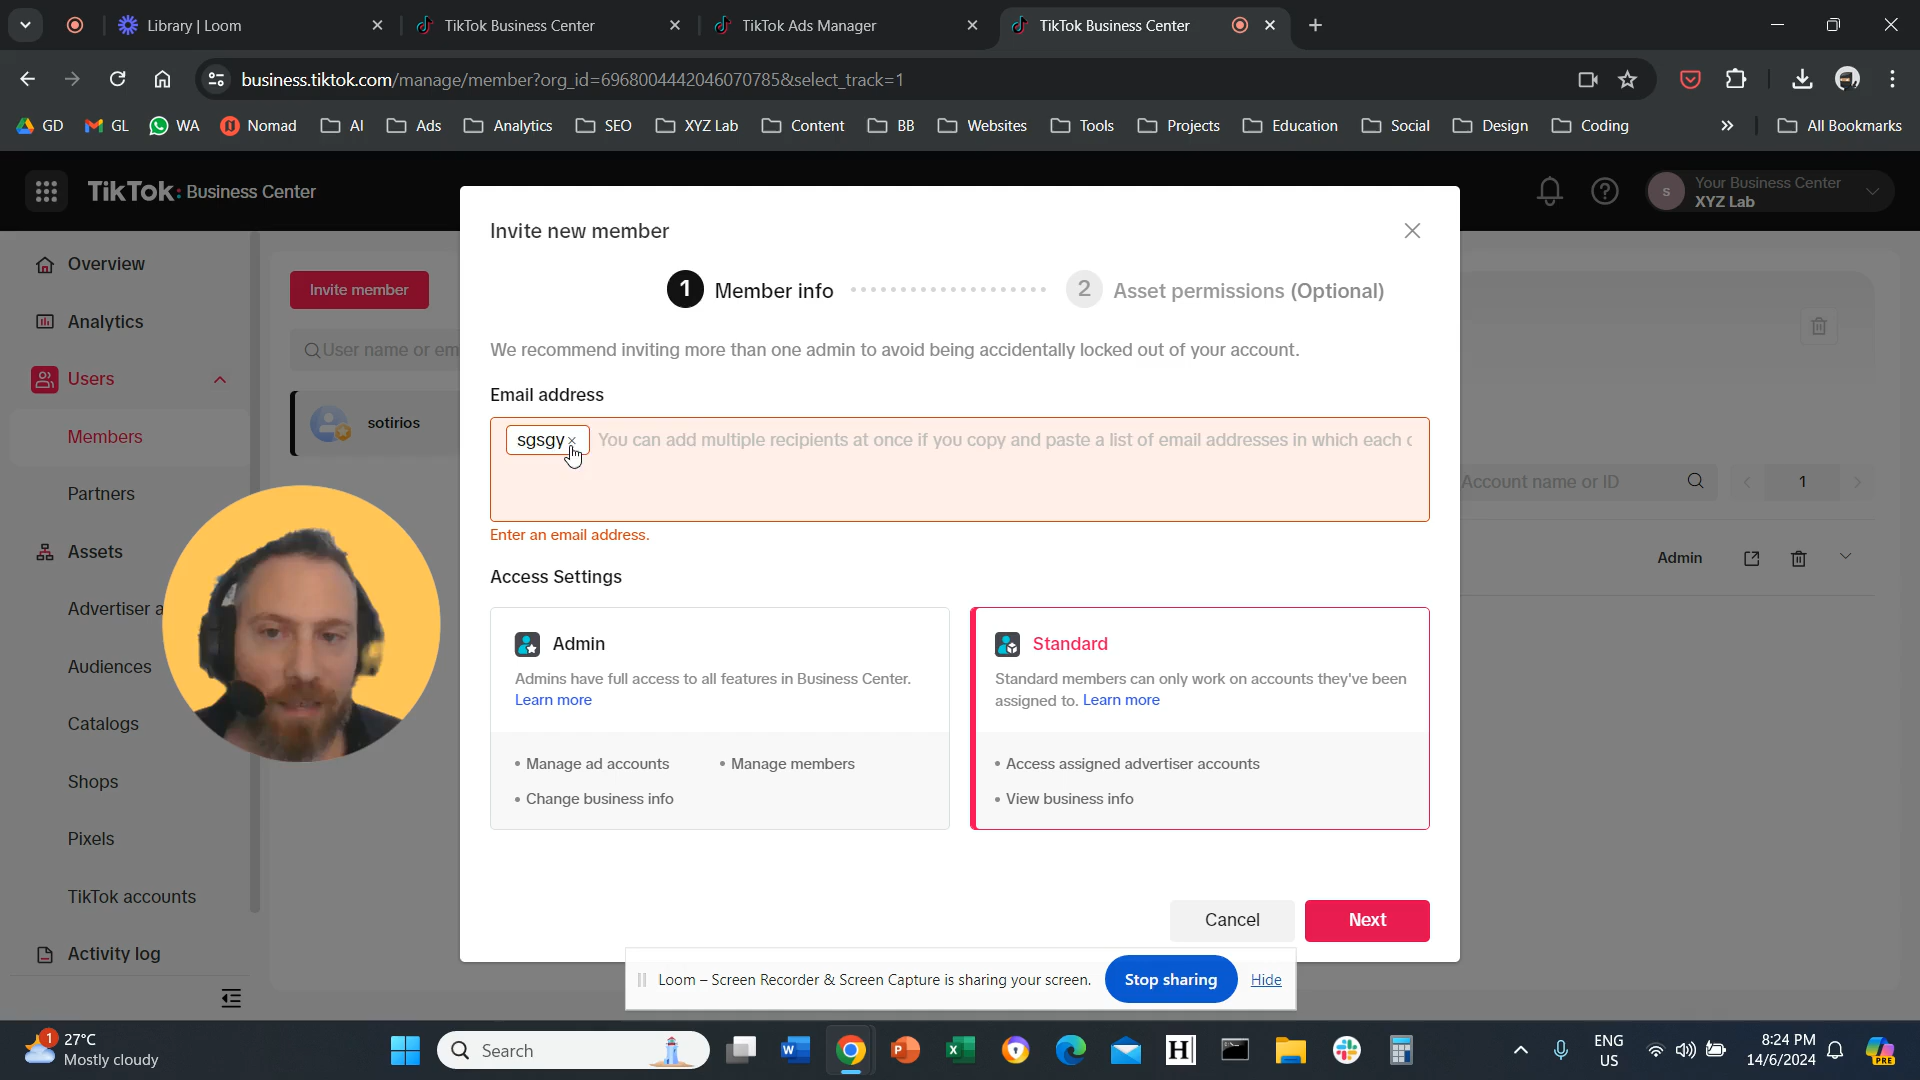 Library | Loom
TikTok Business Center
TikTok Ads Manager
TikTok Business Center
business.tiktok.com/manage/member?org_id=6968004442046070785&select_track=1
GD
GL
WA
Nomad
AI
Ads
Analytics
SEO
XYZ Lab
Content
BB
Websites
Tools
Projects
Education
Social
Design
Coding
All Bookmarks
TikTok: Business Center
s
Your Business Center
XYZ Lab
Overview
Analytics
Users
Members
Partners
Assets
Advertiser a
Audiences
Catalogs
Shops
Pixels
TikTok accounts
Activity log
Invite member
User name or em
sotirios
Invite new member
1 Member info
2 Asset permissions (Optional)
We recommend inviting more than one admin to avoid being accidentally locked out of your account.
Email address
sgsgy × You can add multiple recipients at once if you copy and paste a list of email addresses in which each c
Enter an email address.
Access Settings
Admin
Admins have full access to all features in Business Center.
Learn more
• Manage ad accounts
• Manage members
• Change business info
Standard
Standard members can only work on accounts they've been
assigned to. Learn more
• Access assigned advertiser accounts
• View business info
Cancel
Next
Account name or ID
1
Admin
Loom – Screen Recorder & Screen Capture is sharing your screen.
Stop sharing
Hide
1
27°C
Mostly cloudy
Search
H
ENG
US
8:24 PM
14/6/2024
PRE